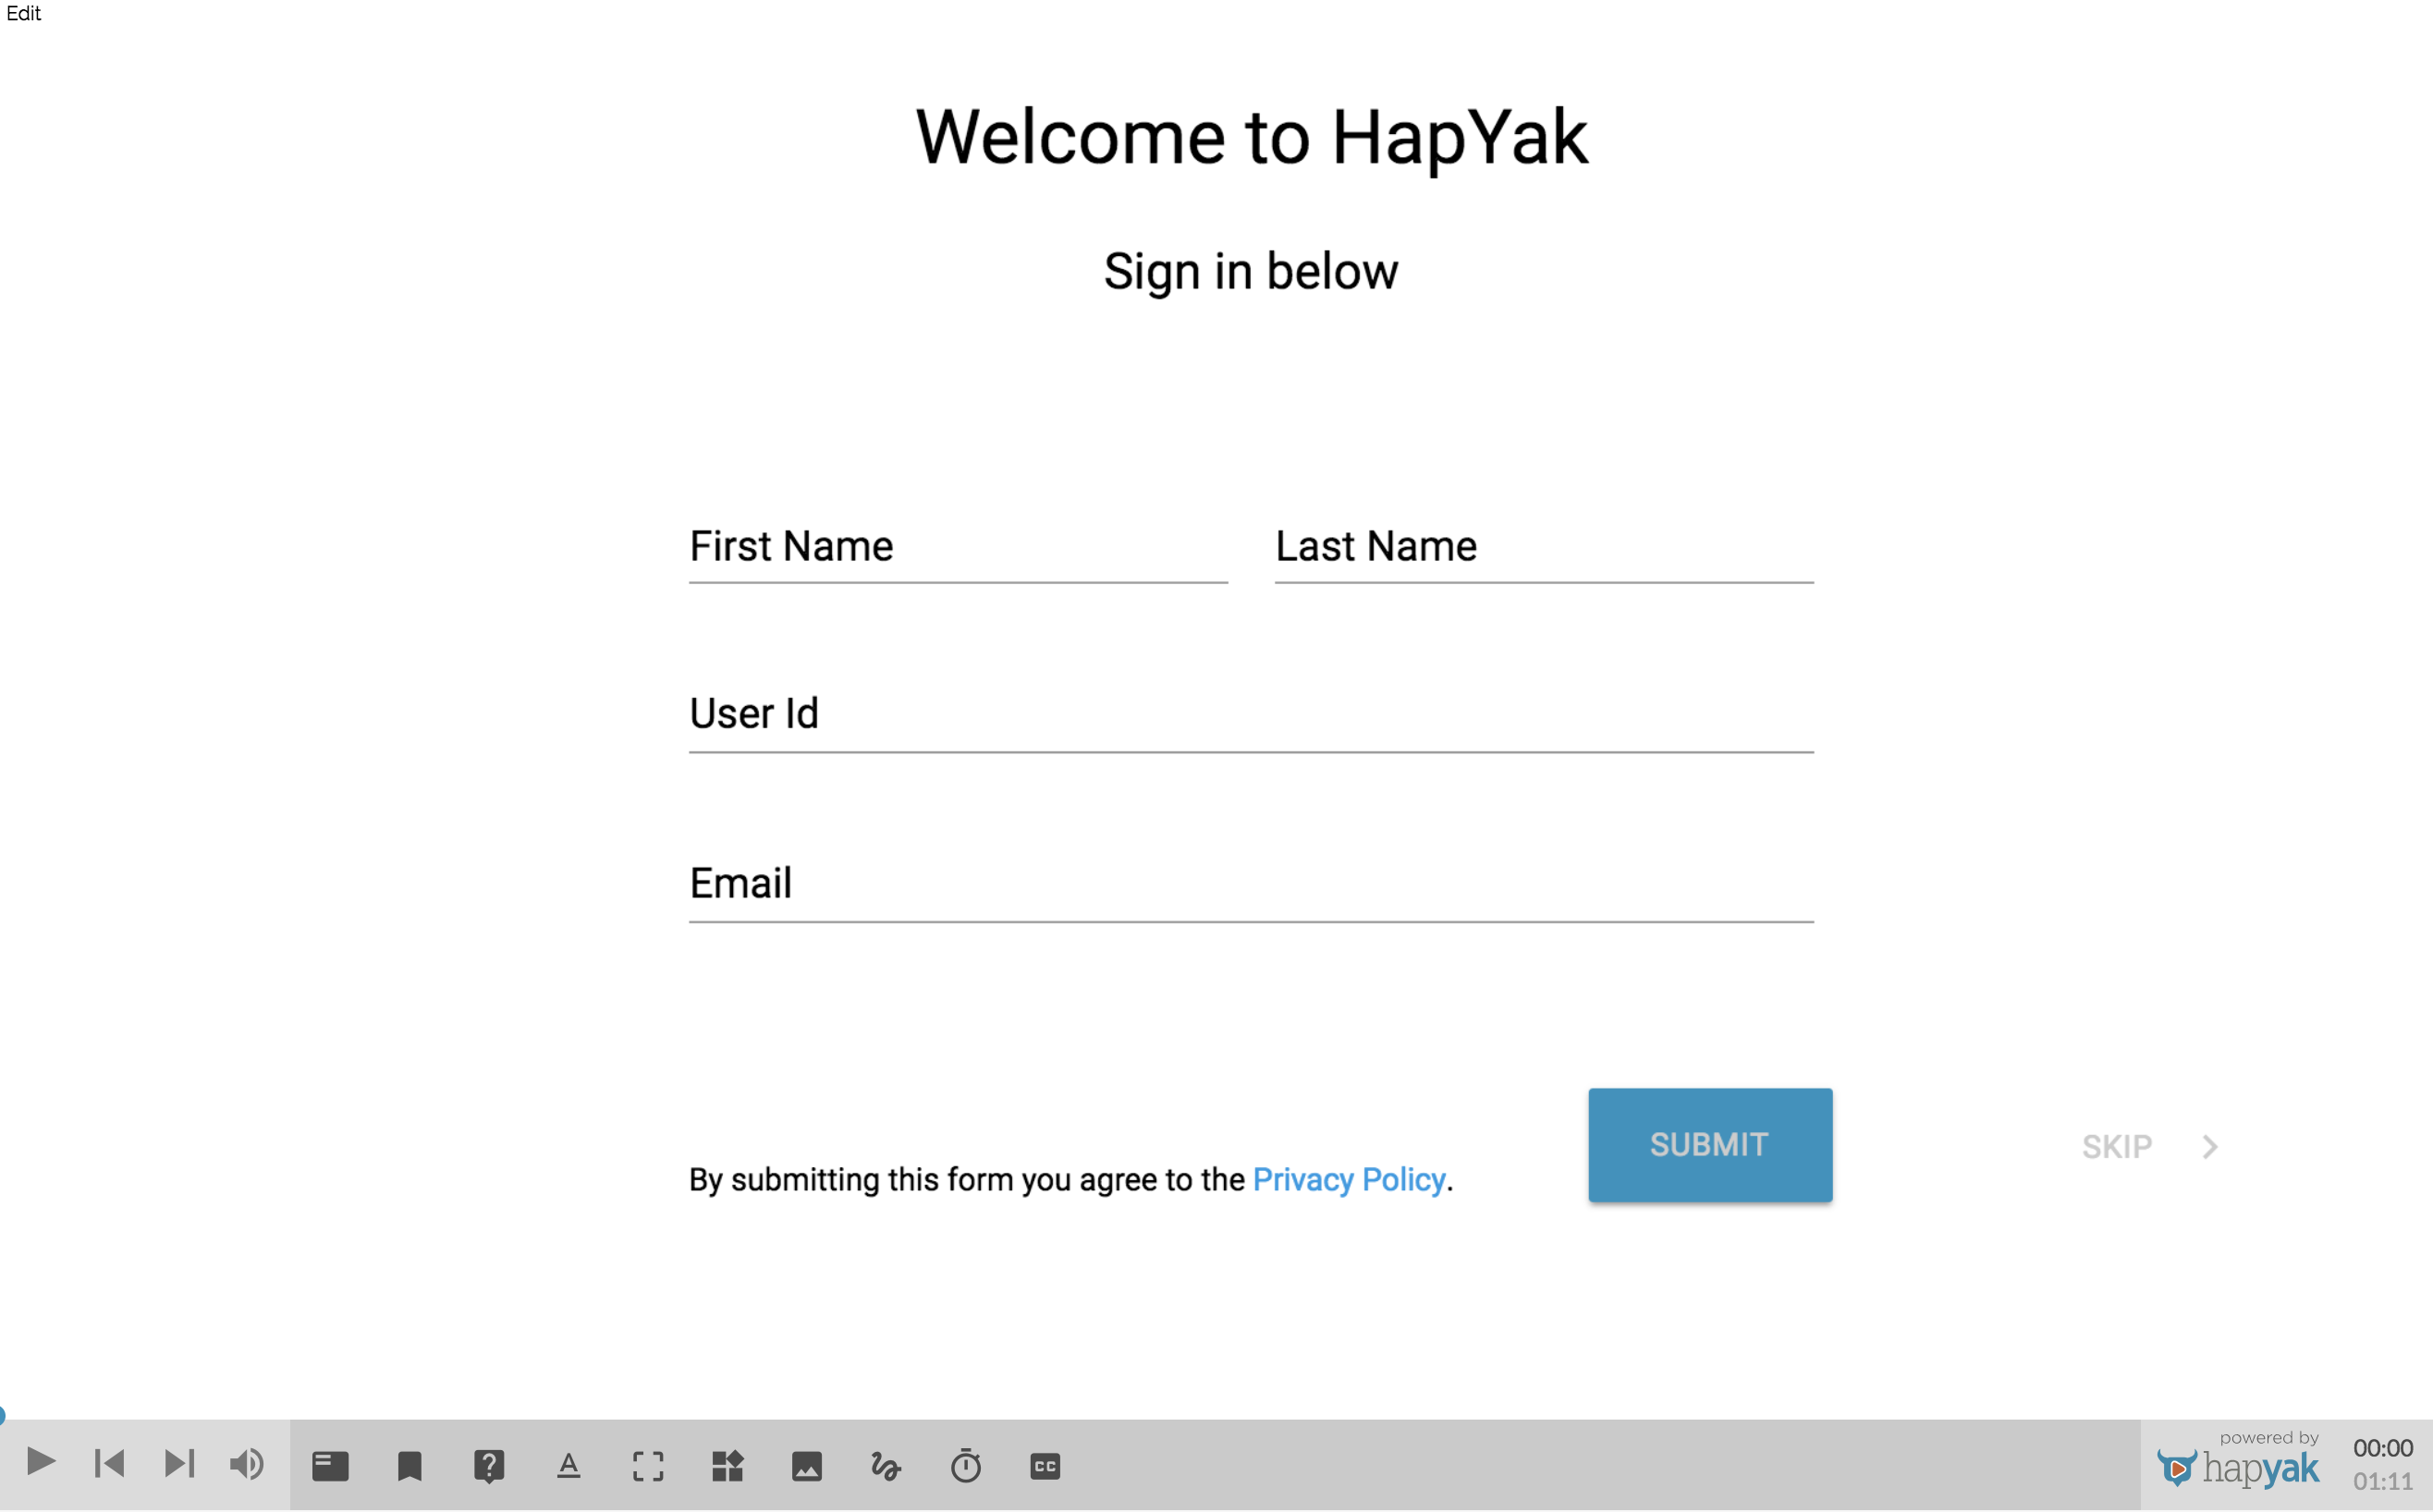 Edit
Welcome to HapYak
Sign in below
First Name Last Name
User Id
Email
SUBMIT
SKIP
By submitting this form you agree to the Privacy Policy.
?
A
CC
powered by
hapyak
00:00
01:11